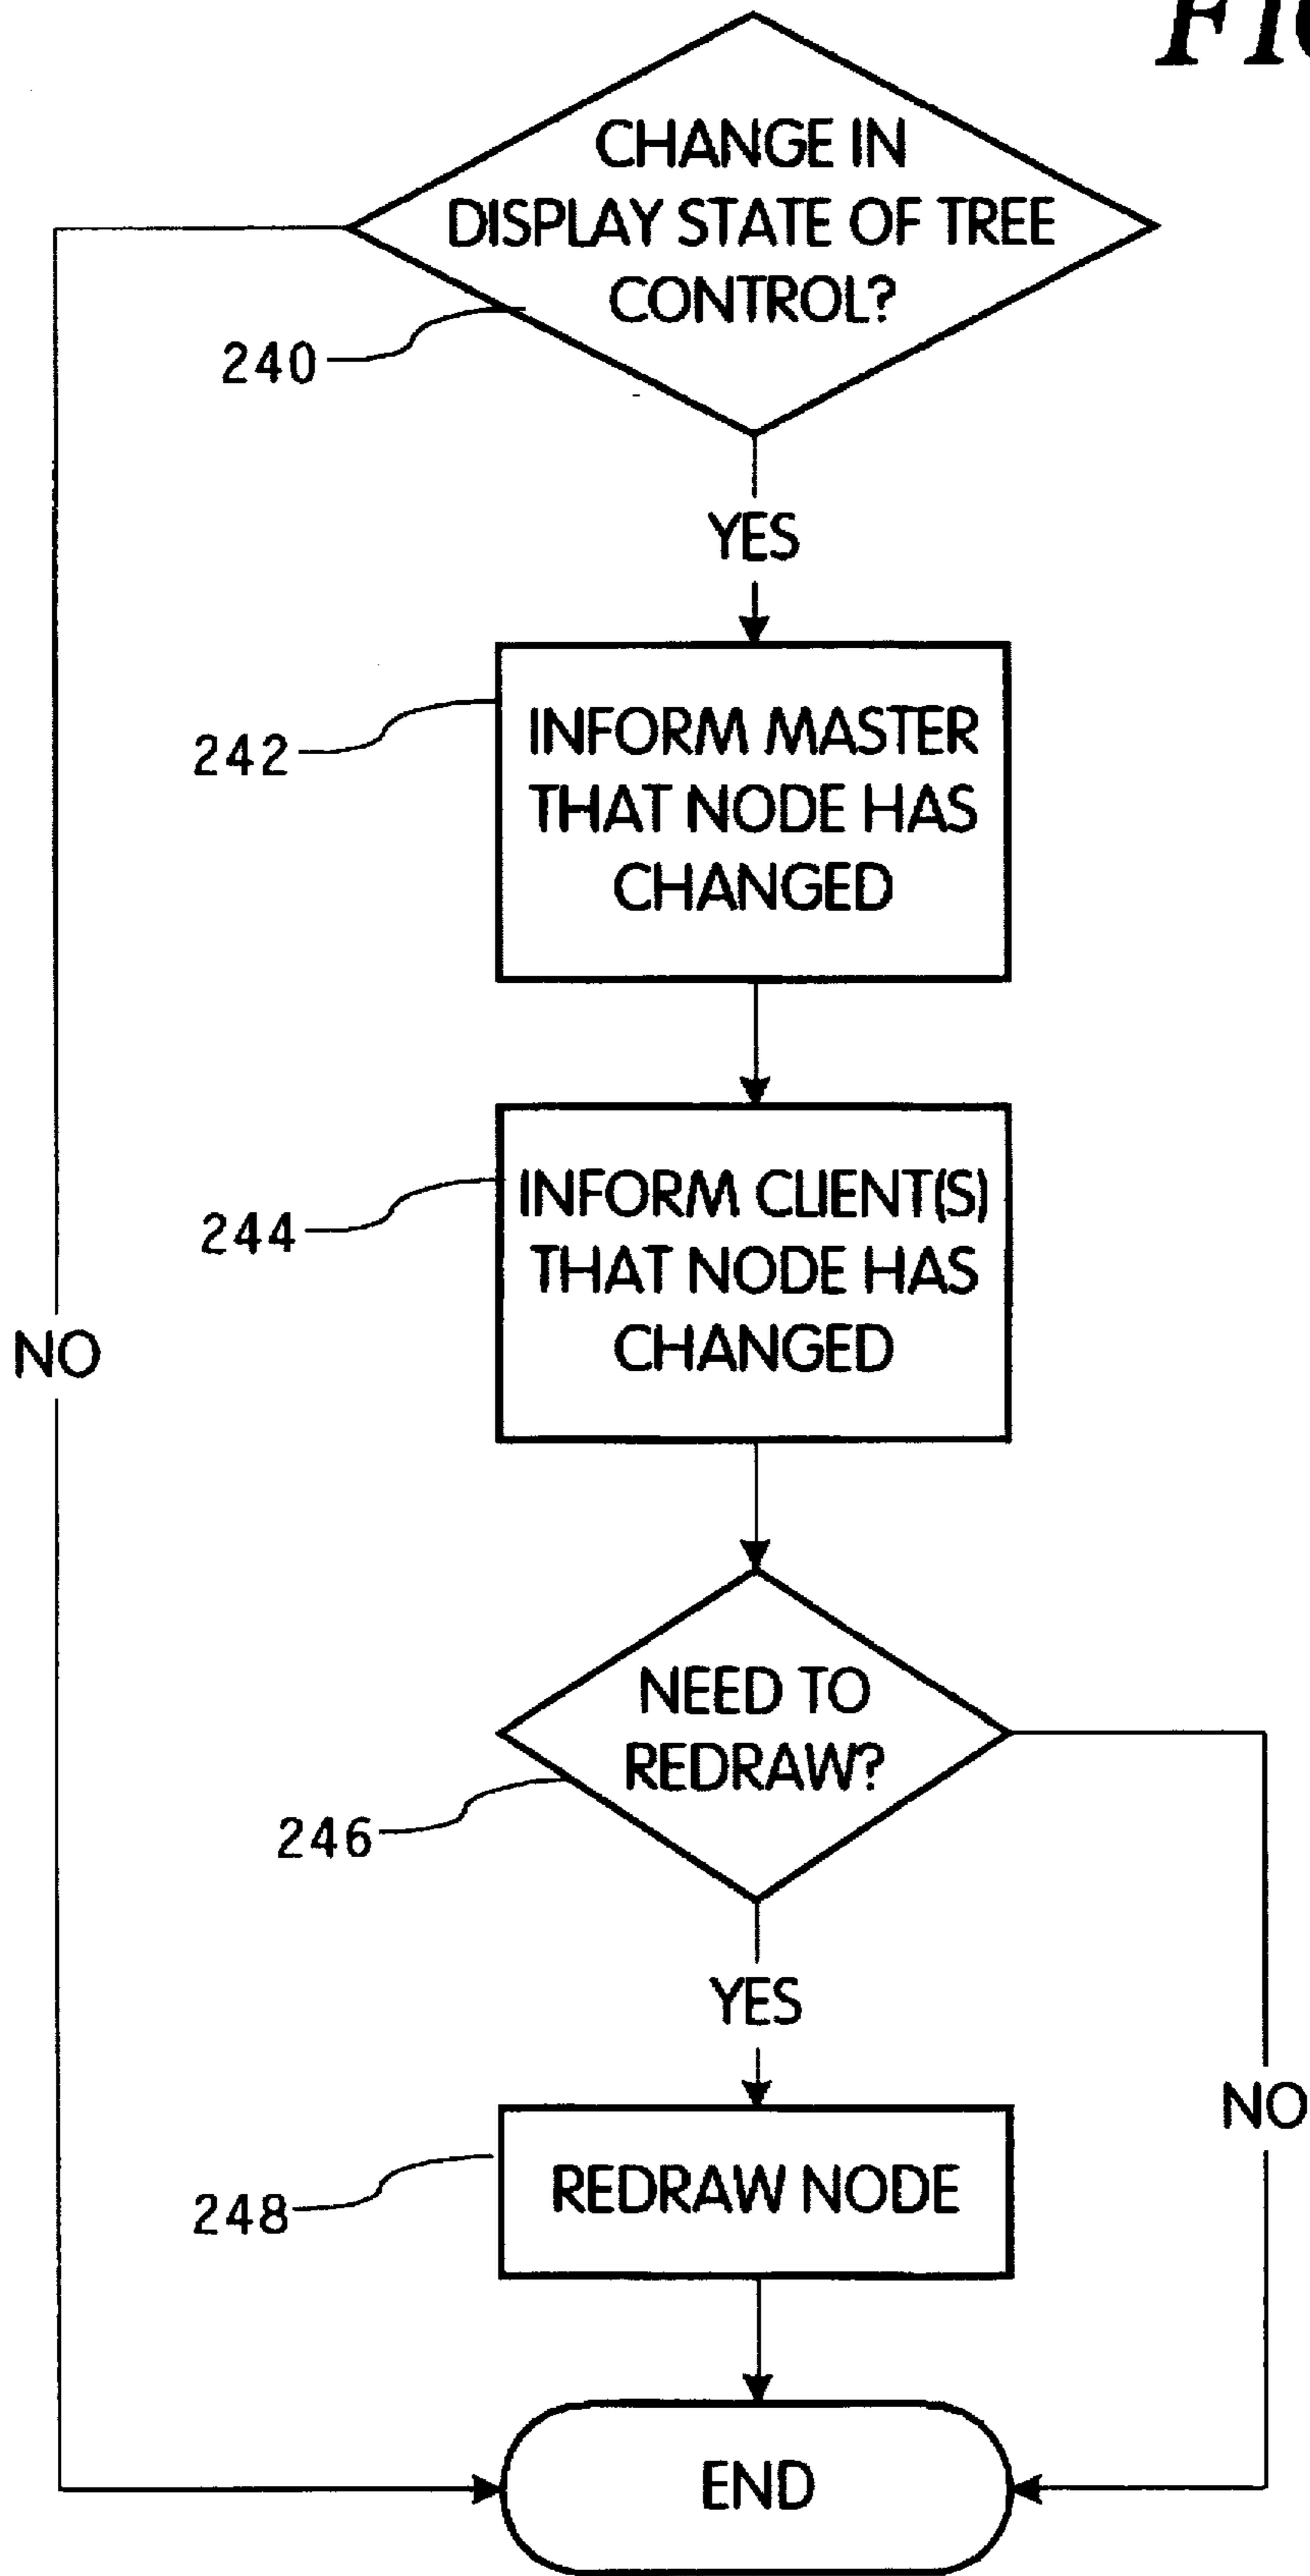 CHANGE IN
DISPLAY STATE OF TREE
CONTROL?
240
YES
242
INFORM MASTER
THAT NODE HAS
CHANGED
244
INFORM CLIENT(S)
THAT NODE HAS
CHANGED
NO
NEED TO
REDRAW?
246
YES
NO
248
REDRAW NODE
END